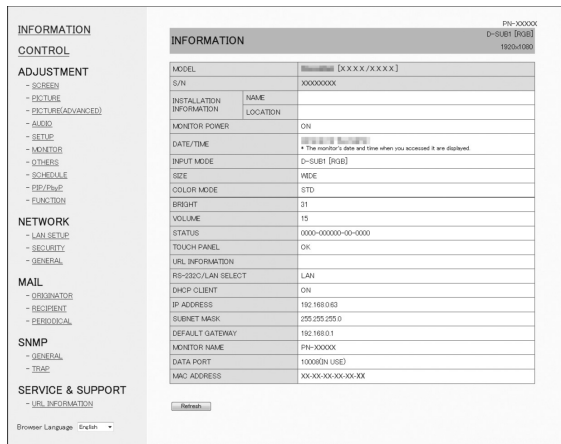 INFORMATION
CONTROL
ADJUSTMENT
- SCREEN
- PICTURE
- PICTURE(ADVANCED)
- AUDIO
- SETUP
- MONITOR
- OTHERS
- SCHEDULE
- PIP/PbyP
- FUNCTION
NETWORK
- LAN SETUP
- SECURITY
- GENERAL
MAIL
- ORIGINATOR
- RECIPIENT
- PERIODICAL
SNMP
- GENERAL
- TRAP
SERVICE & SUPPORT
- URL INFORMATION
Browser Language English
PN-XXXXX
INFORMATION D-SUB1 [RGB]
1920x1080
MODEL [XXXX/XXXX]
S/N XXXXXXXX
INSTALLATION INFORMATION NAME
LOCATION
MONITOR POWER ON
DATE/TIME
* The monitor's date and time when you accessed it are displayed.
INPUT MODE D-SUB1 [RGB]
SIZE WIDE
COLOR MODE STD
BRIGHT 31
VOLUME 15
STATUS 0000-000000-00-0000
TOUCH PANEL OK
URL INFORMATION
RS-232C/LAN SELECT LAN
DHCP CLIENT ON
IP ADDRESS 192.168.0.63
SUBNET MASK 255.255.255.0
DEFAULT GATEWAY 192.168.0.1
MONITOR NAME PN-XXXXX
DATA PORT 10008(IN USE)
MAC ADDRESS XX-XX-XX-XX-XX-XX
Refresh